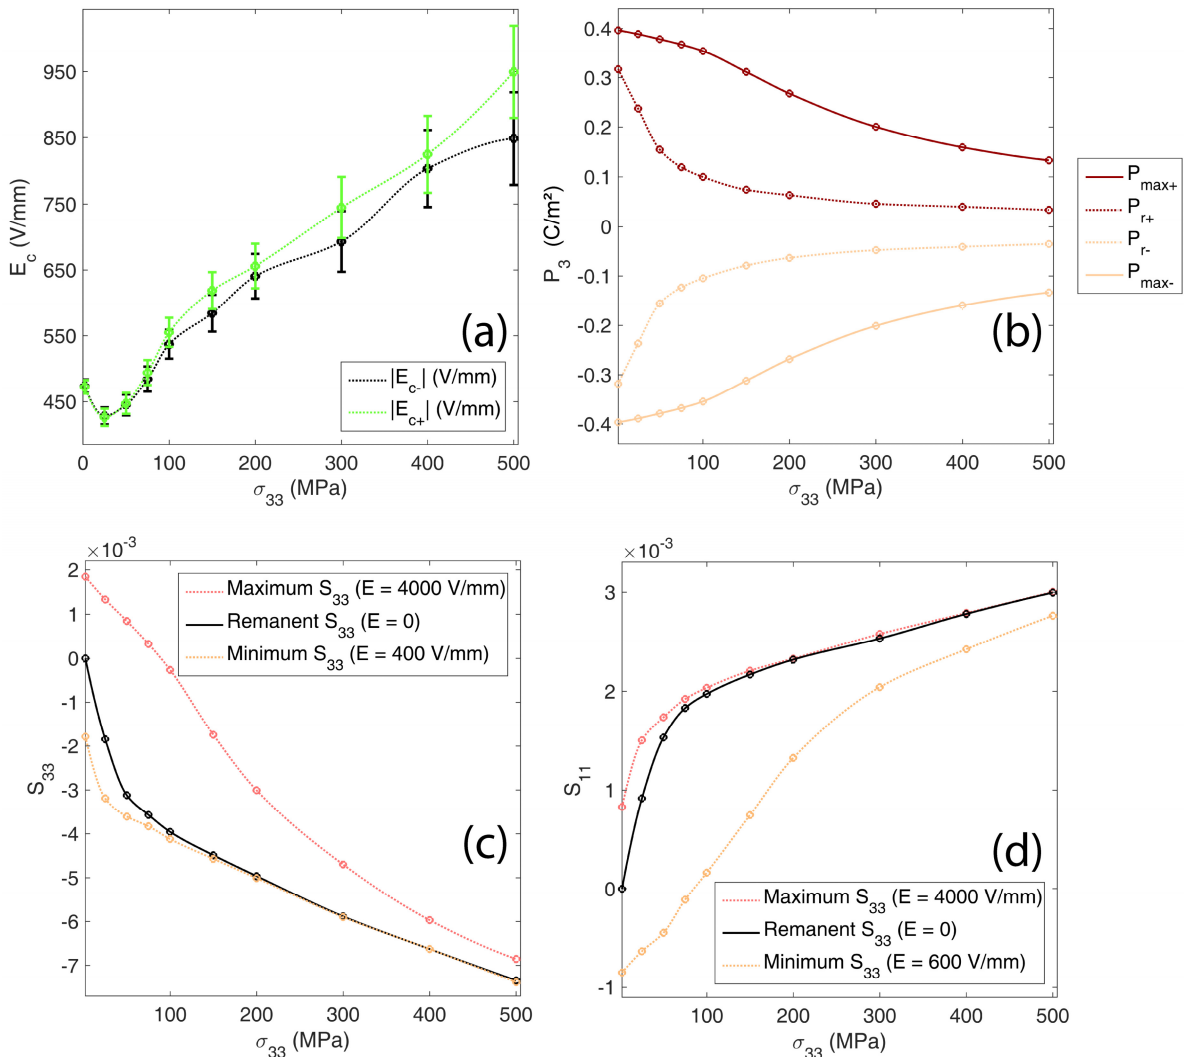 950
850
750
650
550
450
E_c (V/mm)
(a)
|E_c-| (V/mm)
|E_c+| (V/mm)
0 100 200 300 400 500
σ_33 (MPa)
0.4
0.3
0.2
0.1
0
-0.1
-0.2
-0.3
-0.4
P_3 (C/m²)
(b)
100 200 300 400 500
σ_33 (MPa)
P_max+
P_r+
P_r-
P_max-
×10^-3
2
1
0
-1
-2
-3
-4
-5
-6
-7
S_33
Maximum S_33 (E = 4000 V/mm)
Remanent S_33 (E = 0)
Minimum S_33 (E = 400 V/mm)
(c)
100 200 300 400 500
σ_33 (MPa)
×10^-3
3
2
1
0
-1
S_11
(d)
Maximum S_33 (E = 4000 V/mm)
Remanent S_33 (E = 0)
Minimum S_33 (E = 600 V/mm)
100 200 300 400 500
σ_33 (MPa)